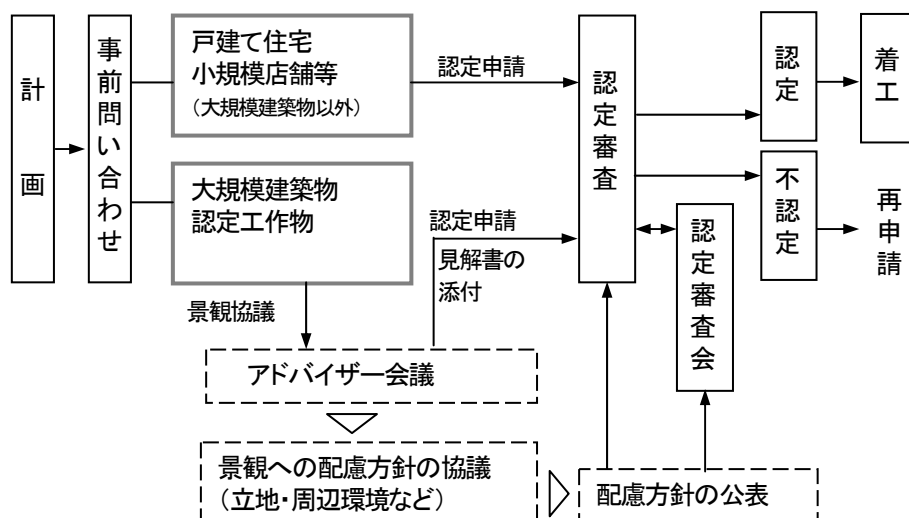 計画
事前問い合わせ
戸建て住宅
小規模店舗等
（大規模建築物以外）
認定申請
大規模建築物
認定工作物
認定申請
見解書の
添付
景観協議
アドバイザー会議
景観への配慮方針の協議
（立地・周辺環境など）
配慮方針の公表
認定審査
認定審査会
認定
不認定
着工
再申請